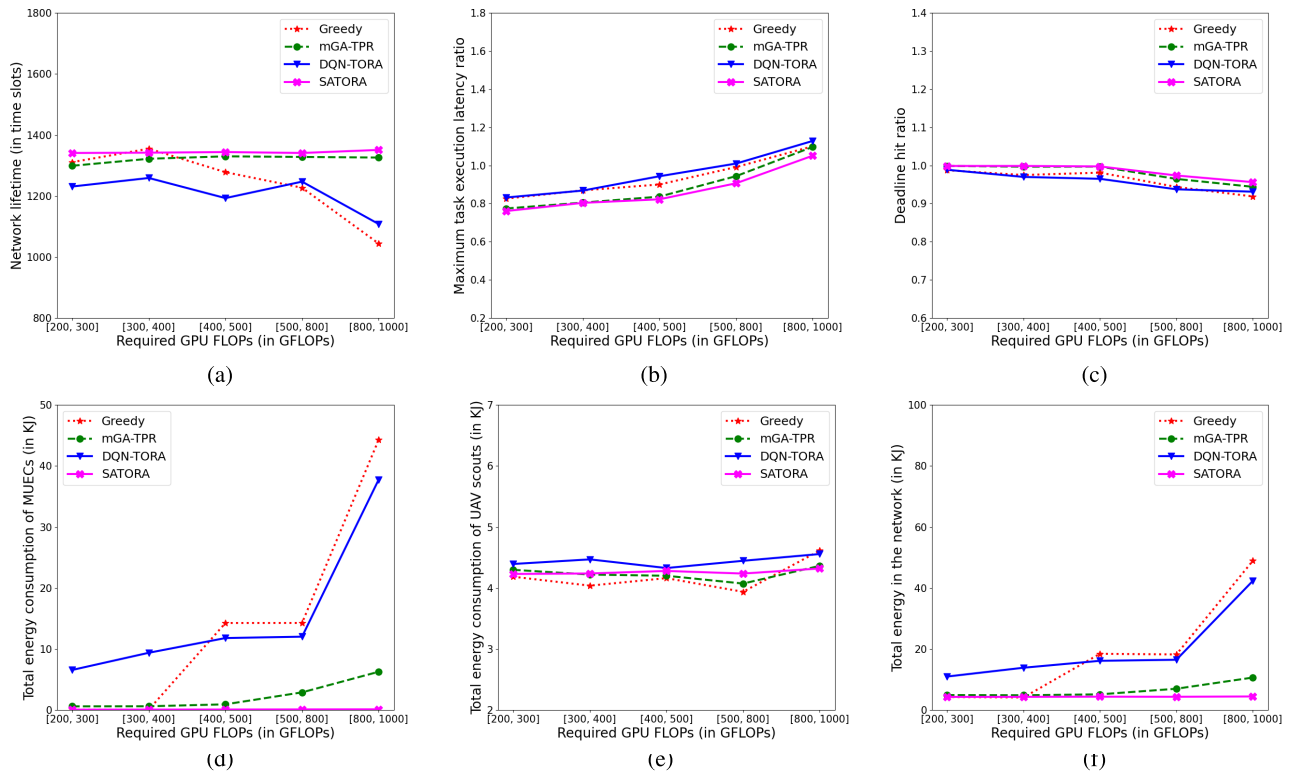 Network lifetime (in time slots)
1800
1600
1400
1200
1000
800
Greedy
mGA-TPR
DQN-TORA
SATORA
[200, 300] [300, 400] [400, 500] [500, 800] [800, 1000]
Required GPU FLOPs (in GFLOPs)
(a)
Maximum task execution latency ratio
1.8
1.6
1.4
1.2
1.0
0.8
0.6
0.4
0.2
Greedy
mGA-TPR
DQN-TORA
SATORA
[200, 300] [300, 400] [400, 500] [500, 800] [800, 1000]
Required GPU FLOPs (in GFLOPs)
(b)
Deadline hit ratio
1.4
1.3
1.2
1.1
1.0
0.9
0.8
0.7
0.6
Greedy
mGA-TPR
DQN-TORA
SATORA
[200, 300] [300, 400] [400, 500] [500, 800] [800, 1000]
Required GPU FLOPs (in GFLOPs)
(c)
Total energy consumption of MUECs (in KJ)
50
40
30
20
10
0
Greedy
mGA-TPR
DQN-TORA
SATORA
[200, 300] [300, 400] [400, 500] [500, 800] [800, 1000]
Required GPU FLOPs (in GFLOPs)
(d)
Total energy consumption of UAV scouts (in KJ)
7
6
5
4
3
2
Greedy
mGA-TPR
DQN-TORA
SATORA
[200, 300] [300, 400] [400, 500] [500, 800] [800, 1000]
Required GPU FLOPs (in GFLOPs)
(e)
Total energy in the network (in KJ)
100
80
60
40
20
0
Greedy
mGA-TPR
DQN-TORA
SATORA
[200, 300] [300, 400] [400, 500] [500, 800] [800, 1000]
Required GPU FLOPs (in GFLOPs)
(f)